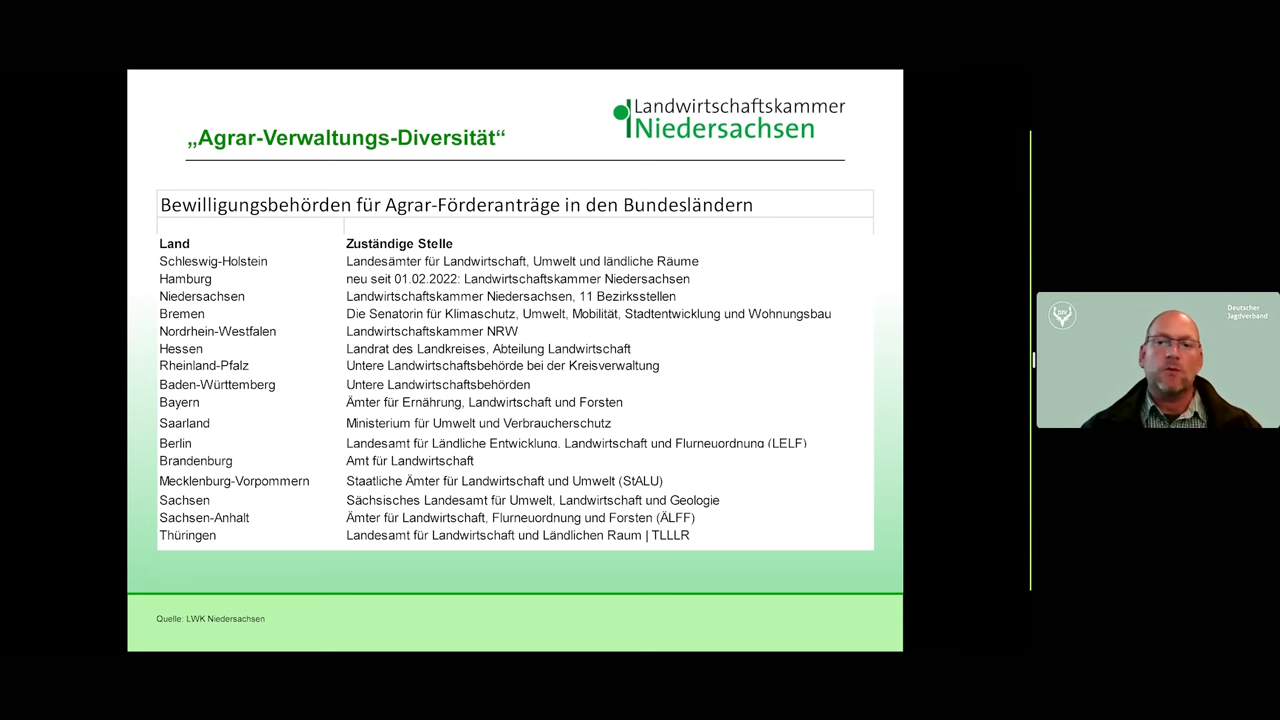 Landwirtschaftskammer
Niedersachsen
„Agrar-Verwaltungs-Diversität“
Bewilligungsbehörden für Agrar-Förderanträge in den Bundesländern
Land Zuständige Stelle
Schleswig-Holstein Landesämter für Landwirtschaft, Umwelt und ländliche Räume
Hamburg neu seit 01.02.2022: Landwirtschaftskammer Niedersachsen
Niedersachsen Landwirtschaftskammer Niedersachsen, 11 Bezirksstellen
Bremen Die Senatorin für Klimaschutz, Umwelt, Mobilität, Stadtentwicklung und Wohnungsbau
Nordrhein-Westfalen Landwirtschaftskammer NRW
Hessen Landrat des Landkreises, Abteilung Landwirtschaft
Rheinland-Pfalz Untere Landwirtschaftsbehörde bei der Kreisverwaltung
Baden-Württemberg Untere Landwirtschaftsbehörden
Bayern Ämter für Ernährung, Landwirtschaft und Forsten
Saarland Ministerium für Umwelt und Verbraucherschutz
Berlin Landesamt für Ländliche Entwicklung, Landwirtschaft und Flurneuordnung (LELF)
Brandenburg Amt für Landwirtschaft
Mecklenburg-Vorpommern Staatliche Ämter für Landwirtschaft und Umwelt (StALU)
Sachsen Sächsisches Landesamt für Umwelt, Landwirtschaft und Geologie
Sachsen-Anhalt Ämter für Landwirtschaft, Flurneuordnung und Forsten (ÄLFF)
Thüringen Landesamt für Landwirtschaft und Ländlichen Raum | TLLLR
Quelle: LWK Niedersachsen
DJV
Deutscher
Jagdverband